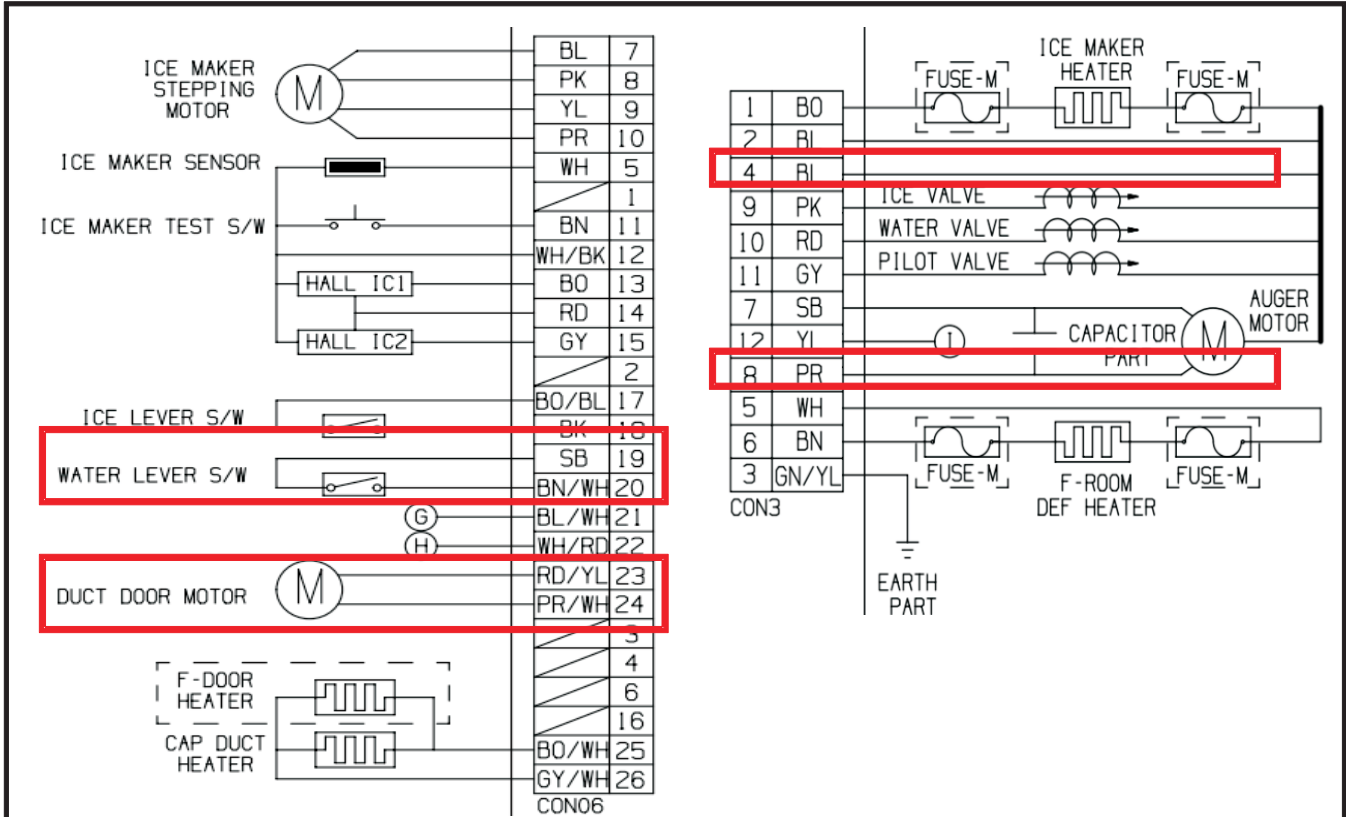 ICE MAKER
STEPPING
MOTOR
M
BL 7
PK 8
YL 9
PR 10
ICE MAKER SENSOR
WH 5
1
ICE MAKER TEST S/W
BN 11
WH/BK 12
HALL IC1
BO 13
RD 14
HALL IC2
GY 15
2
BO/BL 17
ICE LEVER S/W
BK 18
SB 19
WATER LEVER S/W
BN/WH 20
G
BL/WH 21
H
WH/RD 22
RD/YL 23
DUCT DOOR MOTOR
M
PR/WH 24
3
4
F-DOOR
HEATER
6
16
CAP DUCT
HEATER
BO/WH 25
GY/WH 26
CON06
ICE MAKER
HEATER
FUSE-M
FUSE-M
1 BO
2 BL
4 BL
9 PK
ICE VALVE
10 RD
WATER VALVE
11 GY
PILOT VALVE
7 SB
AUGER
MOTOR
12 YL
I
CAPACITOR
PART
M
8 PR
5 WH
6 BN
3 GN/YL
FUSE-M
F-ROOM
DEF HEATER
FUSE-M
CON3
EARTH
PART